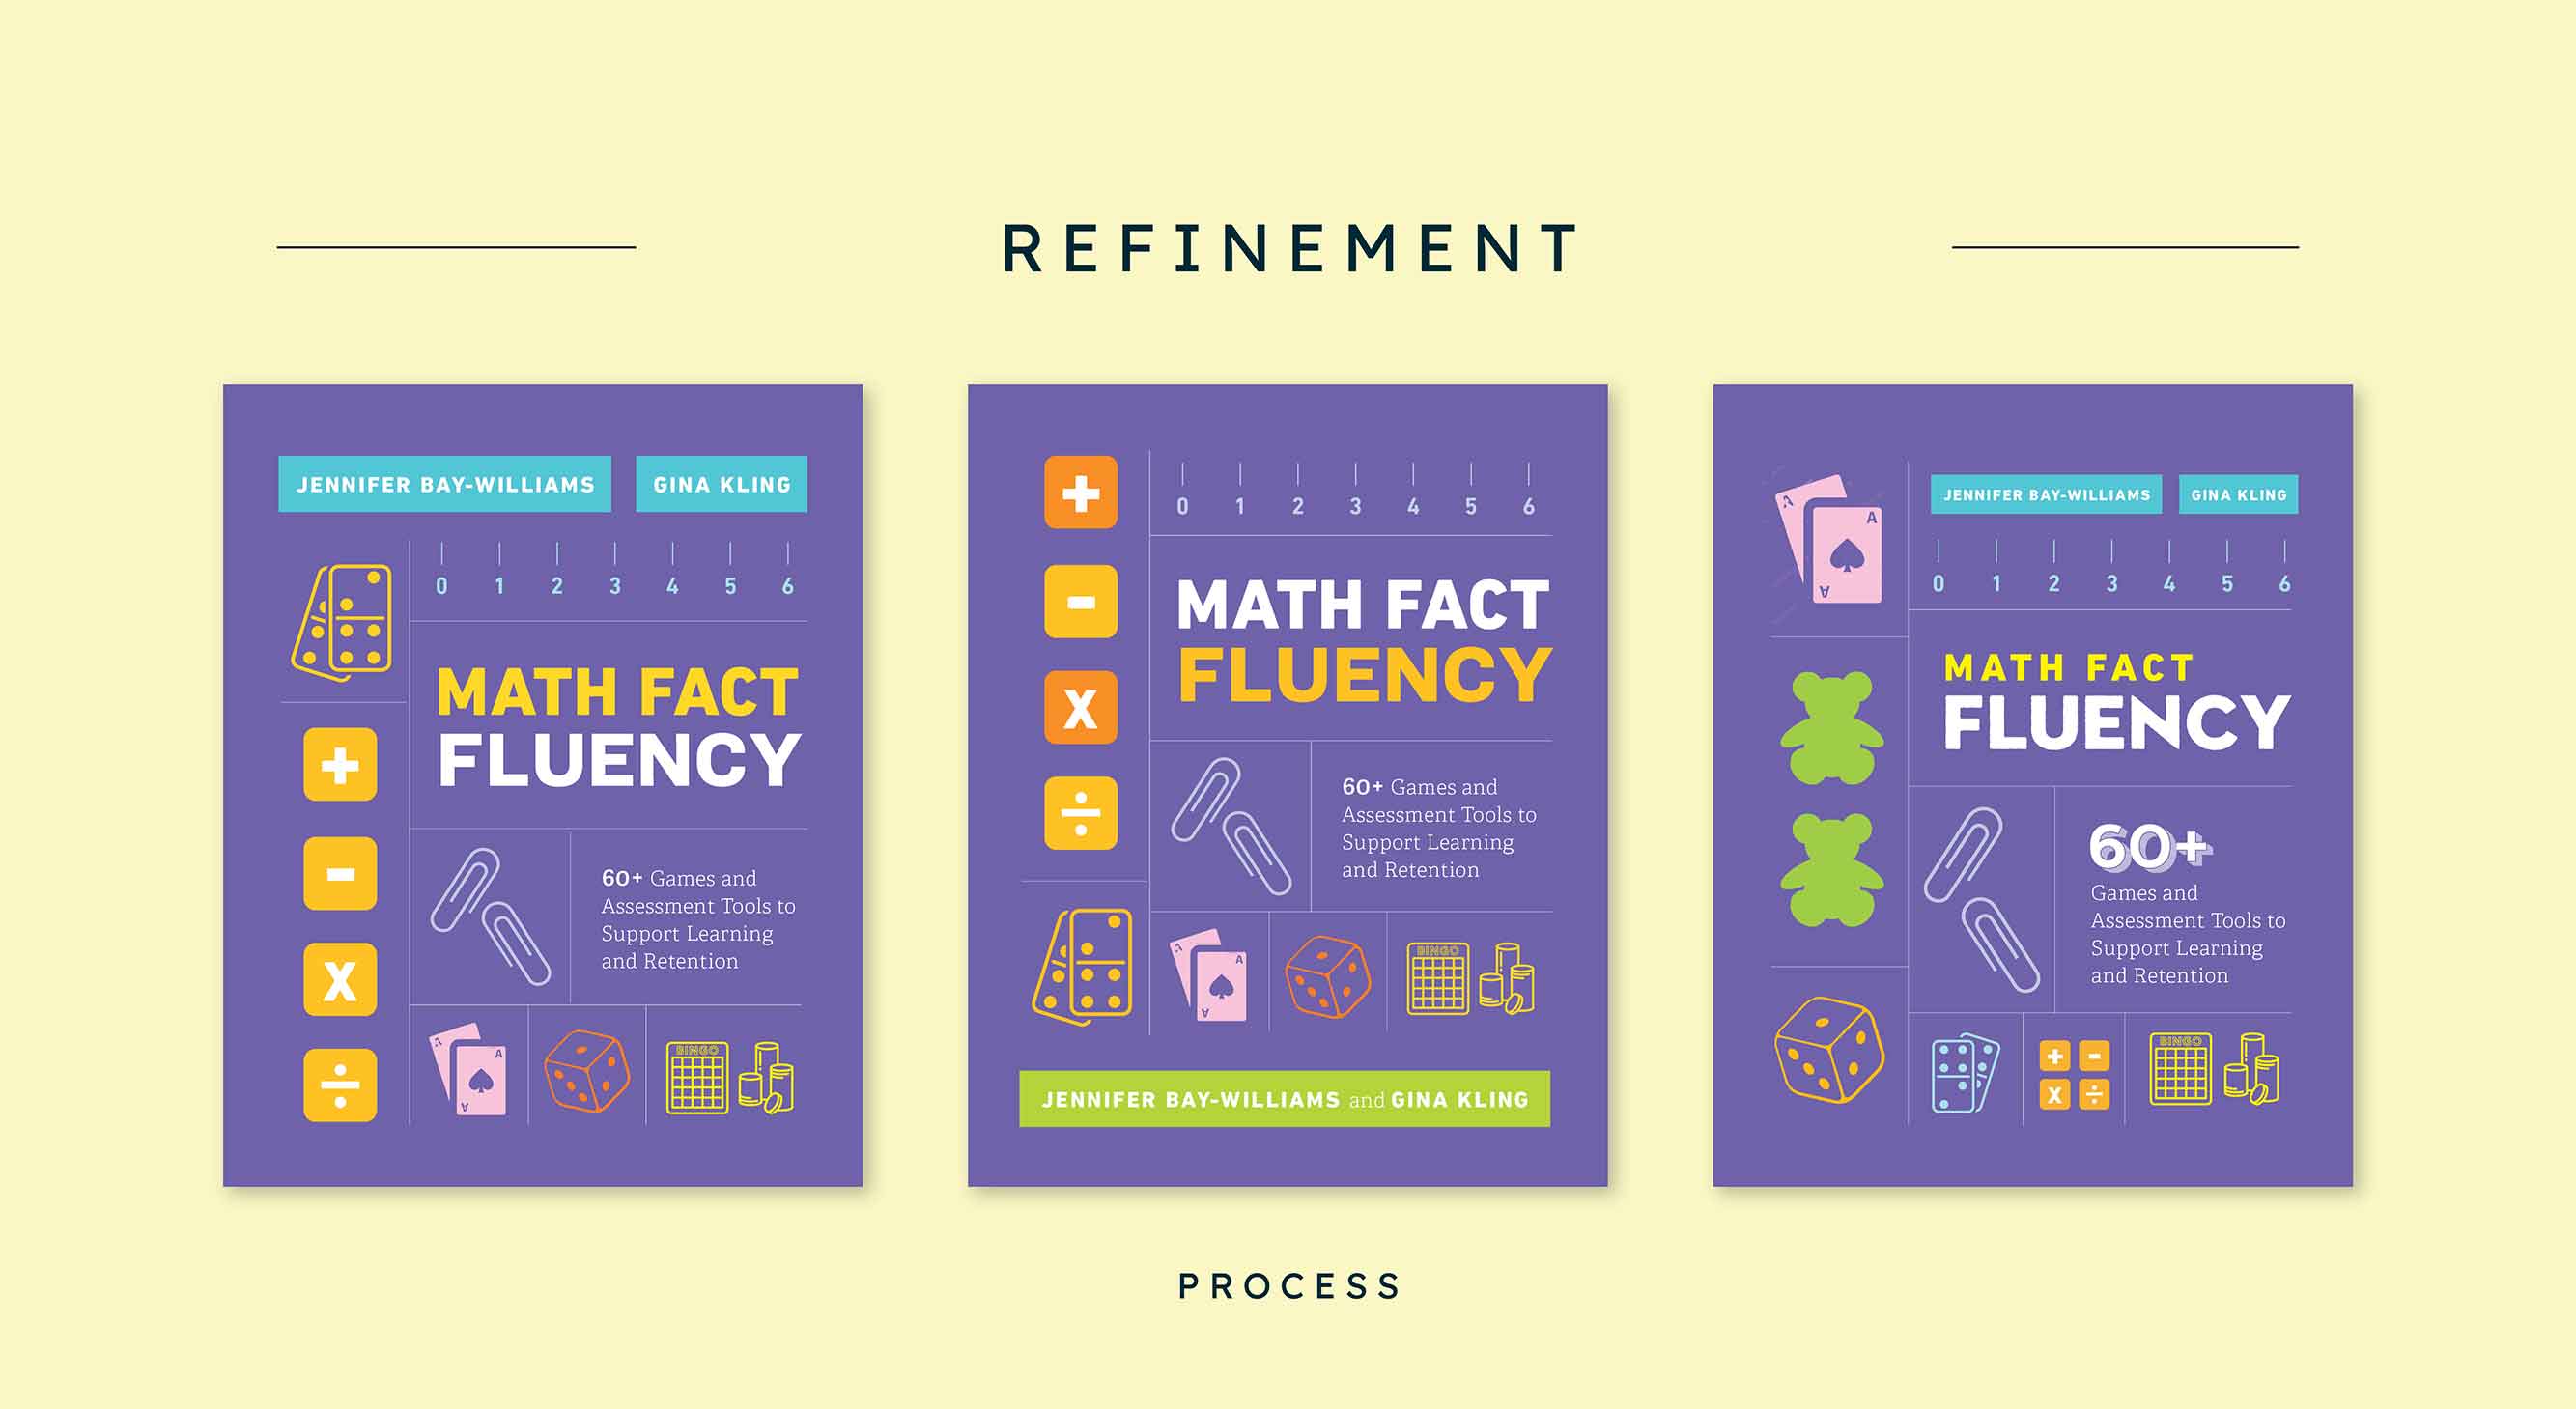 REFINEMENT
JENNIFER BAY-WILLIAMS
GINA KLING
0 1 2 3 4 5 6
MATH FACT
FLUENCY
+
-
x
÷
60+ Games and
Assessment Tools to
Support Learning
and Retention
A
A
A
BINGO
+
-
x
÷
0 1 2 3 4 5 6
MATH FACT
FLUENCY
60+ Games and
Assessment Tools to
Support Learning
and Retention
A
A
A
BINGO
JENNIFER BAY-WILLIAMS and GINA KLING
A
A
A
JENNIFER BAY-WILLIAMS
GINA KLING
0 1 2 3 4 5 6
MATH FACT
FLUENCY
60+
Games and
Assessment Tools to
Support Learning
and Retention
+ -
x ÷
BINGO
PROCESS